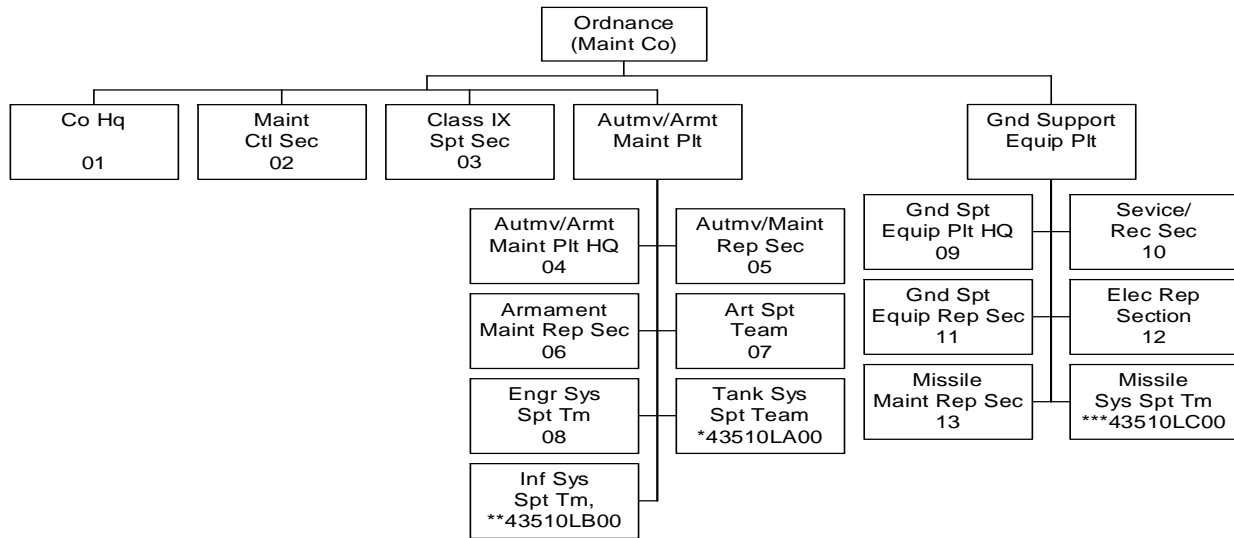 Ordnance
(Maint Co)
Co Hq
01
Maint
Ctl Sec
02
Class IX
Spt Sec
03
Autmv/Armt
Maint Plt
Gnd Support
Equip Plt
Autmv/Armt
Maint Plt HQ
04
Autmv/Maint
Rep Sec
05
Armament
Maint Rep Sec
06
Art Spt
Team
07
Engr Sys
Spt Tm
08
Tank Sys
Spt Team
*43510LA00
Inf Sys
Spt Tm,
**43510LB00
Gnd Spt
Equip Plt HQ
09
Sevice/
Rec Sec
10
Gnd Spt
Equip Rep Sec
11
Elec Rep
Section
12
Missile
Maint Rep Sec
13
Missile
Sys Spt Tm
***43510LC00